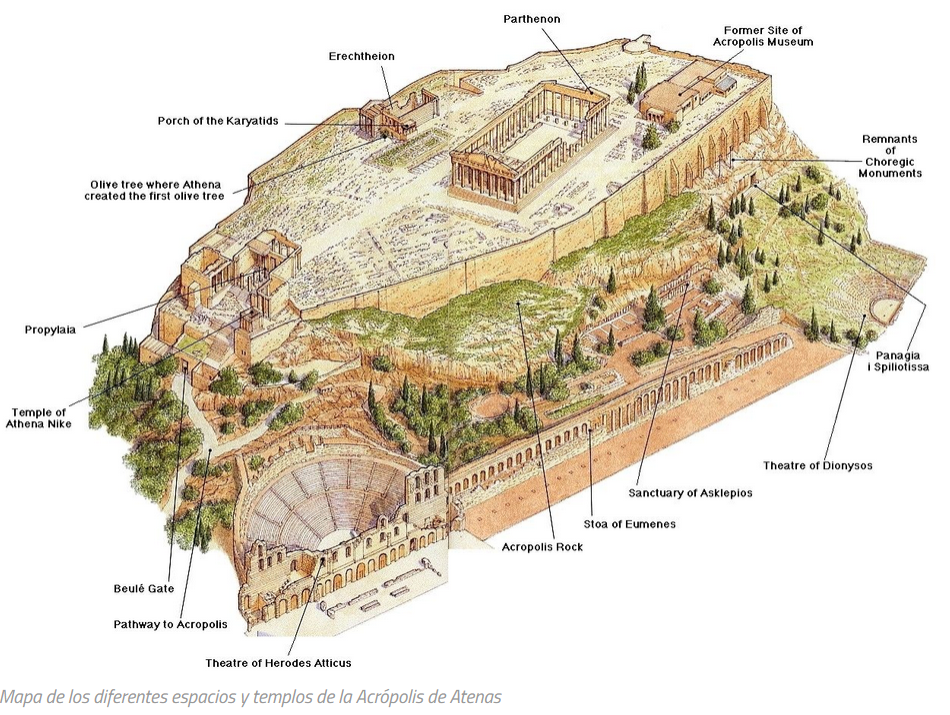 Parthenon
Former Site of
Acropolis Museum
Erechtheion
Porch of the Karyatids
Remnants
of
Choregic
Monuments
Olive tree where Athena
created the first olive tree
Propylaia
Panagia
i Spiliotissa
Temple of
Athena Nike
Theatre of Dionysos
Sanctuary of Asklepios
Stoa of Eumenes
Acropolis Rock
Beulé Gate
Pathway to Acropolis
Theatre of Herodes Atticus
Mapa de los diferentes espacios y templos de la Acrópolis de Atenas